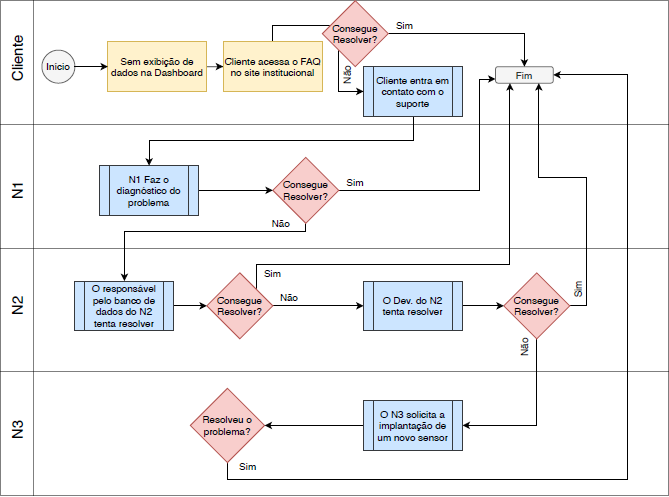 Cliente
Inicio
Sem exibição de
dados na Dashboard
Cliente acessa o FAQ
no site institucional
Consegue
Resolver?
Sim
Não
Cliente entra em
contato com o
suporte
Fim
N1
N1 Faz o
diagnóstico do
problema
Consegue
Resolver?
Sim
Não
N2
O responsável
pelo banco de
dados do N2
tenta resolver
Consegue
Resolver?
Sim
Não
O Dev. do N2
tenta resolver
Consegue
Resolver?
Sim
Não
N3
O N3 solicita a
implantação de
um novo sensor
Resolveu o
problema?
Sim